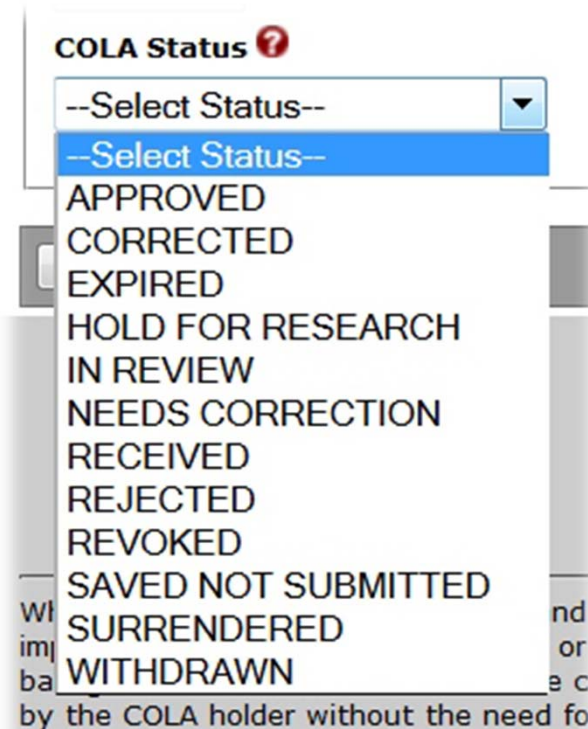 COLA Status ?
--Select Status--
--Select Status--
APPROVED
CORRECTED
EXPIRED
HOLD FOR RESEARCH
IN REVIEW
NEEDS CORRECTION
RECEIVED
REJECTED
REVOKED
SAVED NOT SUBMITTED
SURRENDERED
WITHDRAWN
or
by the COLA holder without the need